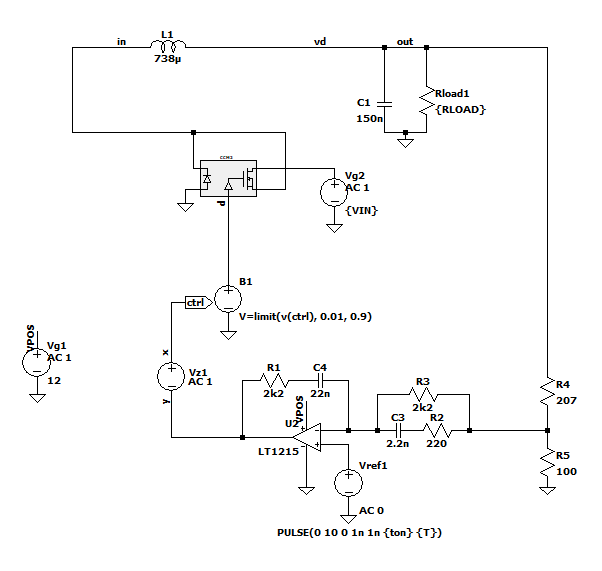 L1
in
vd
out
738µ
C1
150n
Rload1
{RLOAD}
CCM2
Vg2
AC 1
{VIN}
d
B1
ctrl
V=limit(v(ctrl), 0.01, 0.9)
VPOS
Vg1
AC 1
12
x
Vz1
AC 1
y
R1
C4
2k2
22n
VPOS
U2
LT1215
R3
2k2
C3
R2
2.2n
220
R4
207
R5
100
Vref1
AC 0
PULSE(0 10 0 1n 1n {ton} {T})